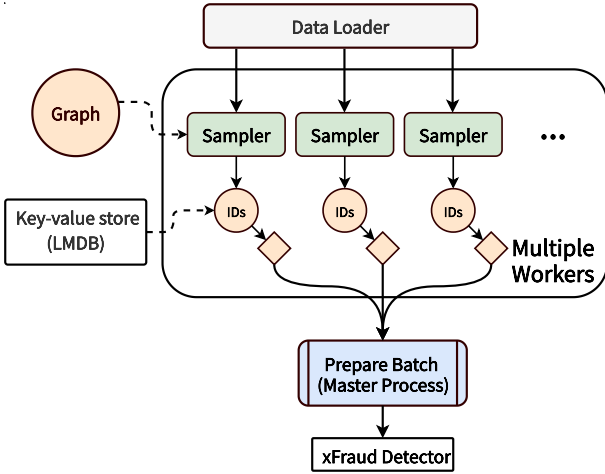 Data Loader
Graph
Sampler
Sampler
Sampler
...
Key-value store
(LMDB)
IDs
IDs
IDs
Multiple
Workers
Prepare Batch
(Master Process)
xFraud Detector